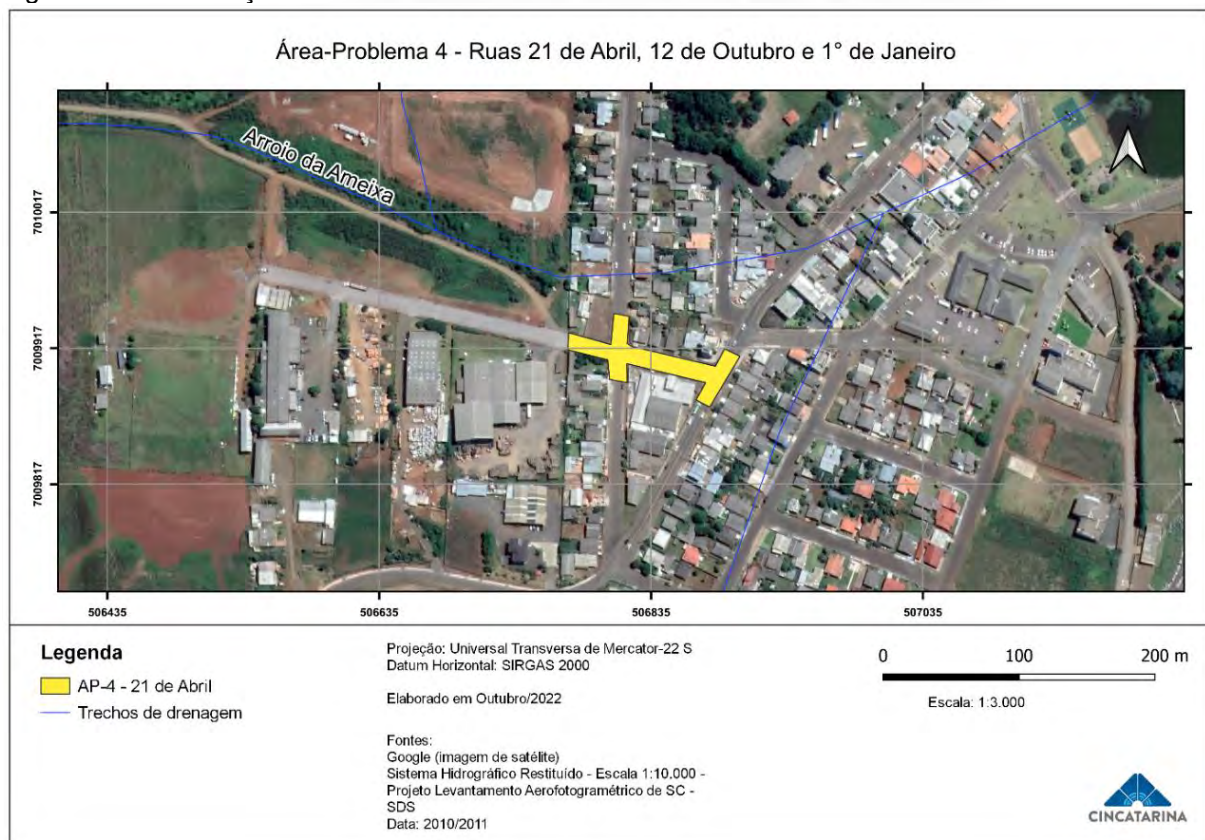 Área-Problema 4 - Ruas 21 de Abril, 12 de Outubro e 1° de Janeiro
Arroio da Ameixa
7010017
7009917
7009817
506435
506635
506835
507035
Legenda
AP-4 - 21 de Abril
Trechos de drenagem
Projeção: Universal Transversa de Mercator-22 S
Datum Horizontal: SIRGAS 2000
Elaborado em Outubro/2022
Fontes:
Google (imagem de satélite)
Sistema Hidrográfico Restituído - Escala 1:10.000 -
Projeto Levantamento Aerofotogramétrico de SC -
SDS
Data: 2010/2011
0 100 200 m
Escala: 1:3.000
CINCATARINA